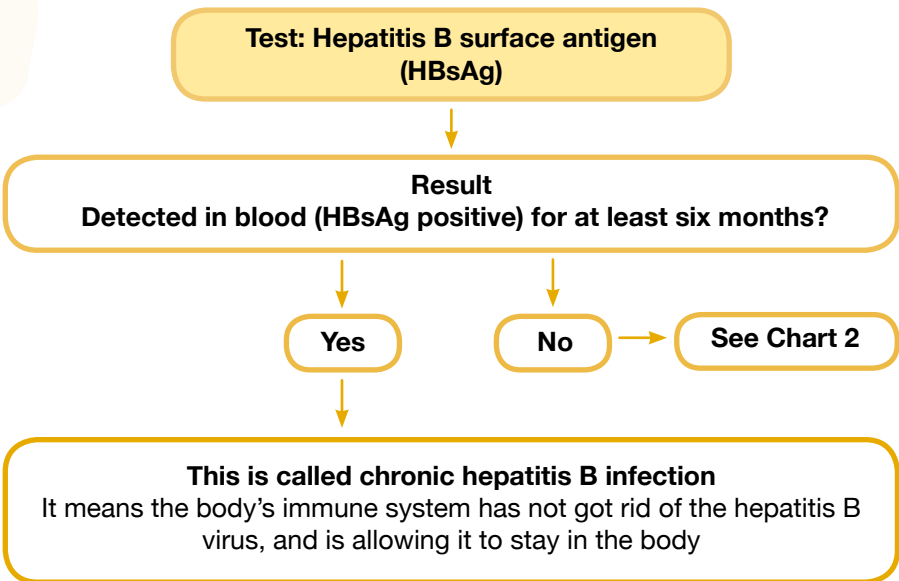 Test: Hepatitis B surface antigen
(HBsAg)
Result
Detected in blood (HBsAg positive) for at least six months?
Yes
No
See Chart 2
This is called chronic hepatitis B infection
It means the body’s immune system has not got rid of the hepatitis B
virus, and is allowing it to stay in the body